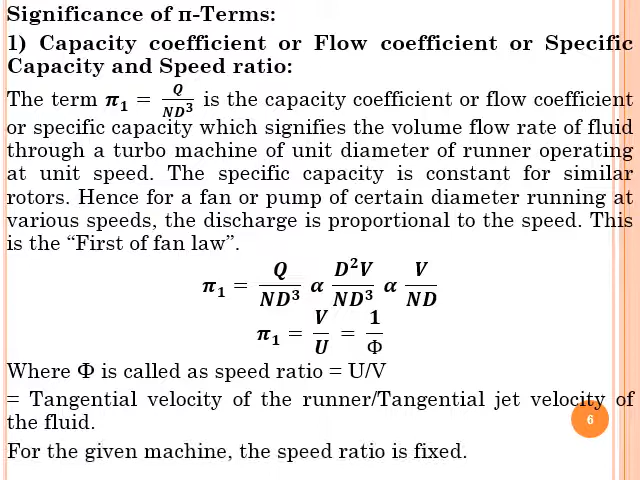 Significance of π-Terms:
1) Capacity coefficient or Flow coefficient or Specific
Capacity and Speed ratio:
The term π₁ = Q/ND³ is the capacity coefficient or flow coefficient
or specific capacity which signifies the volume flow rate of fluid
through a turbo machine of unit diameter of runner operating
at unit speed. The specific capacity is constant for similar
rotors. Hence for a fan or pump of certain diameter running at
various speeds, the discharge is proportional to the speed. This
is the “First of fan law”.
π₁ = Q/ND³ α D²V/ND³ α V/ND
π₁ = V/U = 1/Φ
Where Φ is called as speed ratio = U/V
= Tangential velocity of the runner/Tangential jet velocity of
the fluid.
6
For the given machine, the speed ratio is fixed.